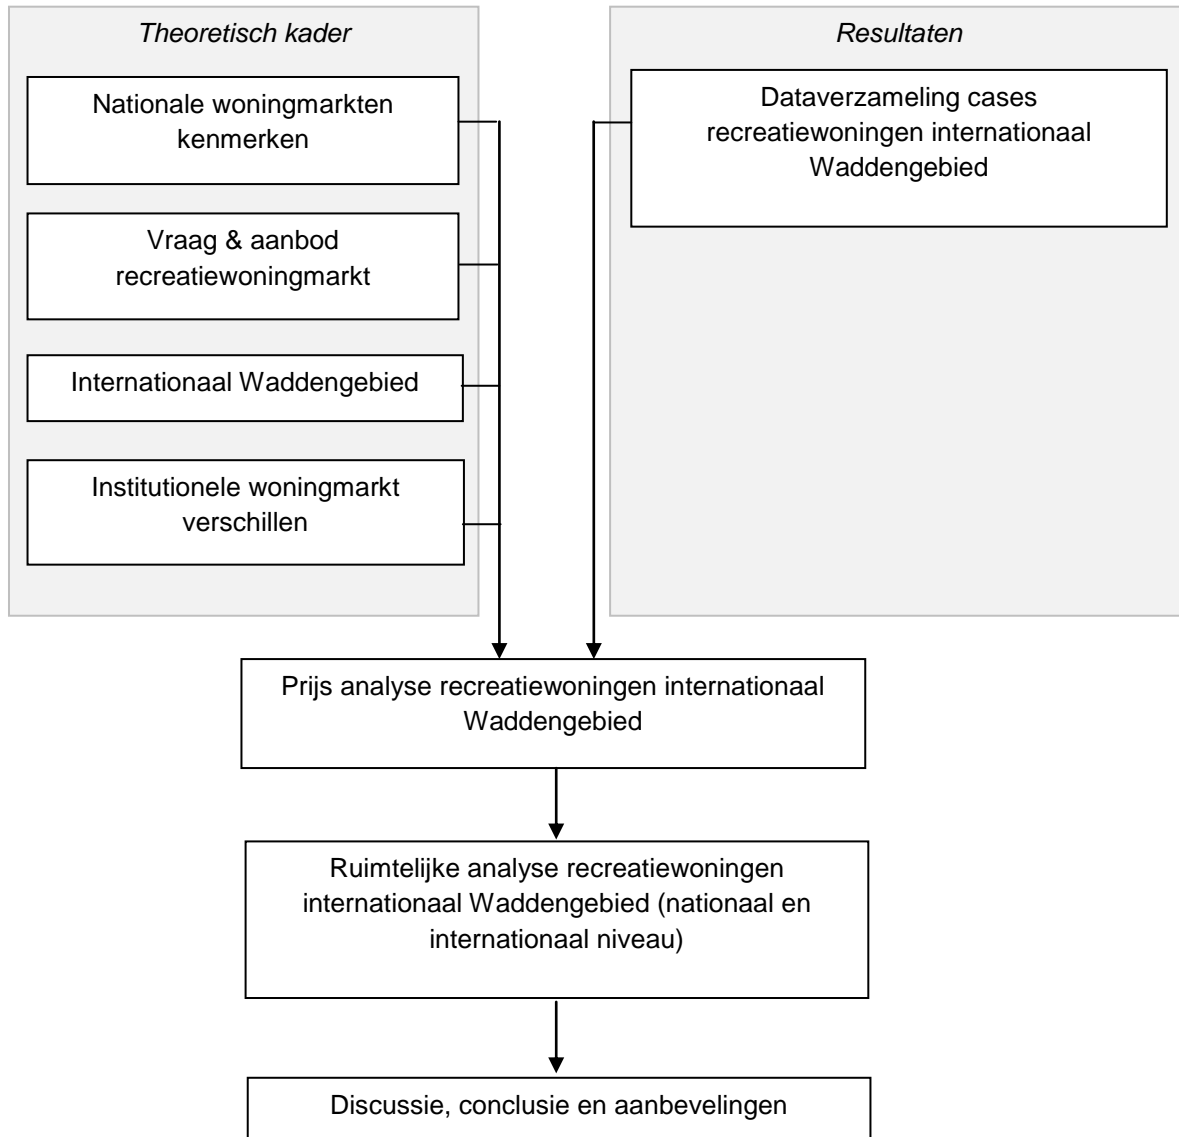 Theoretisch kader
Nationale woningmarkten
kenmerken
Vraag & aanbod
recreatiewoningmarkt
Internationaal Waddengebied
Institutionele woningmarkt
verschillen
Resultaten
Dataverzameling cases
recreatiewoningen internationaal
Waddengebied
Prijs analyse recreatiewoningen internationaal
Waddengebied
Ruimtelijke analyse recreatiewoningen
internationaal Waddengebied (nationaal en
internationaal niveau)
Discussie, conclusie en aanbevelingen